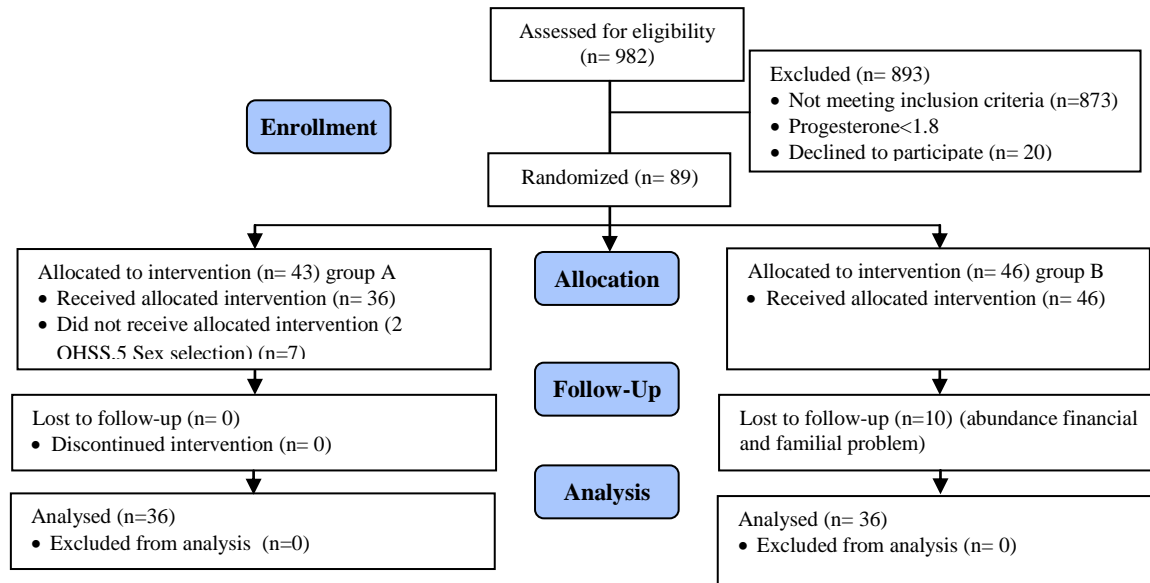 Assessed for eligibility
(n= 982)
Excluded (n= 893)
• Not meeting inclusion criteria (n=873)
• Progesterone<1.8
• Declined to participate (n= 20)
Enrollment
Randomized (n= 89)
Allocated to intervention (n= 43) group A
• Received allocated intervention (n= 36)
• Did not receive allocated intervention (2
OHSS,5 Sex selection) (n=7)
Allocation
Allocated to intervention (n= 46) group B
• Received allocated intervention (n= 46)
Follow-Up
Lost to follow-up (n= 0)
• Discontinued intervention (n= 0)
Lost to follow-up (n=10) (abundance financial
and familial problem)
Analysis
Analysed (n=36)
• Excluded from analysis (n=0)
Analysed (n= 36)
• Excluded from analysis (n= 0)